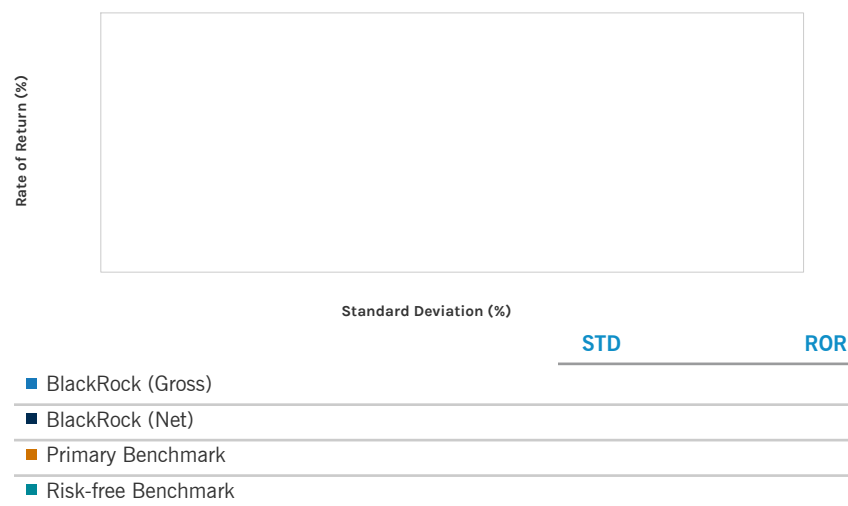 Rate of Return (%)
Standard Deviation (%)
STD ROR
BlackRock (Gross)
BlackRock (Net)
Primary Benchmark
Risk-free Benchmark